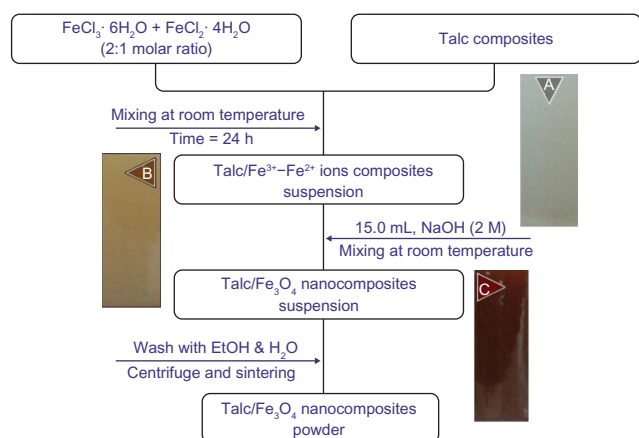 FeCl₃· 6H₂O + FeCl₂· 4H₂O
(2:1 molar ratio)
Talc composites
A
Mixing at room temperature
Time = 24 h
B
Talc/Fe³⁺−Fe²⁺ ions composites
suspension
15.0 mL, NaOH (2 M)
Mixing at room temperature
Talc/Fe₃O₄ nanocomposites
suspension
C
Wash with EtOH & H₂O
Centrifuge and sintering
Talc/Fe₃O₄ nanocomposites
powder